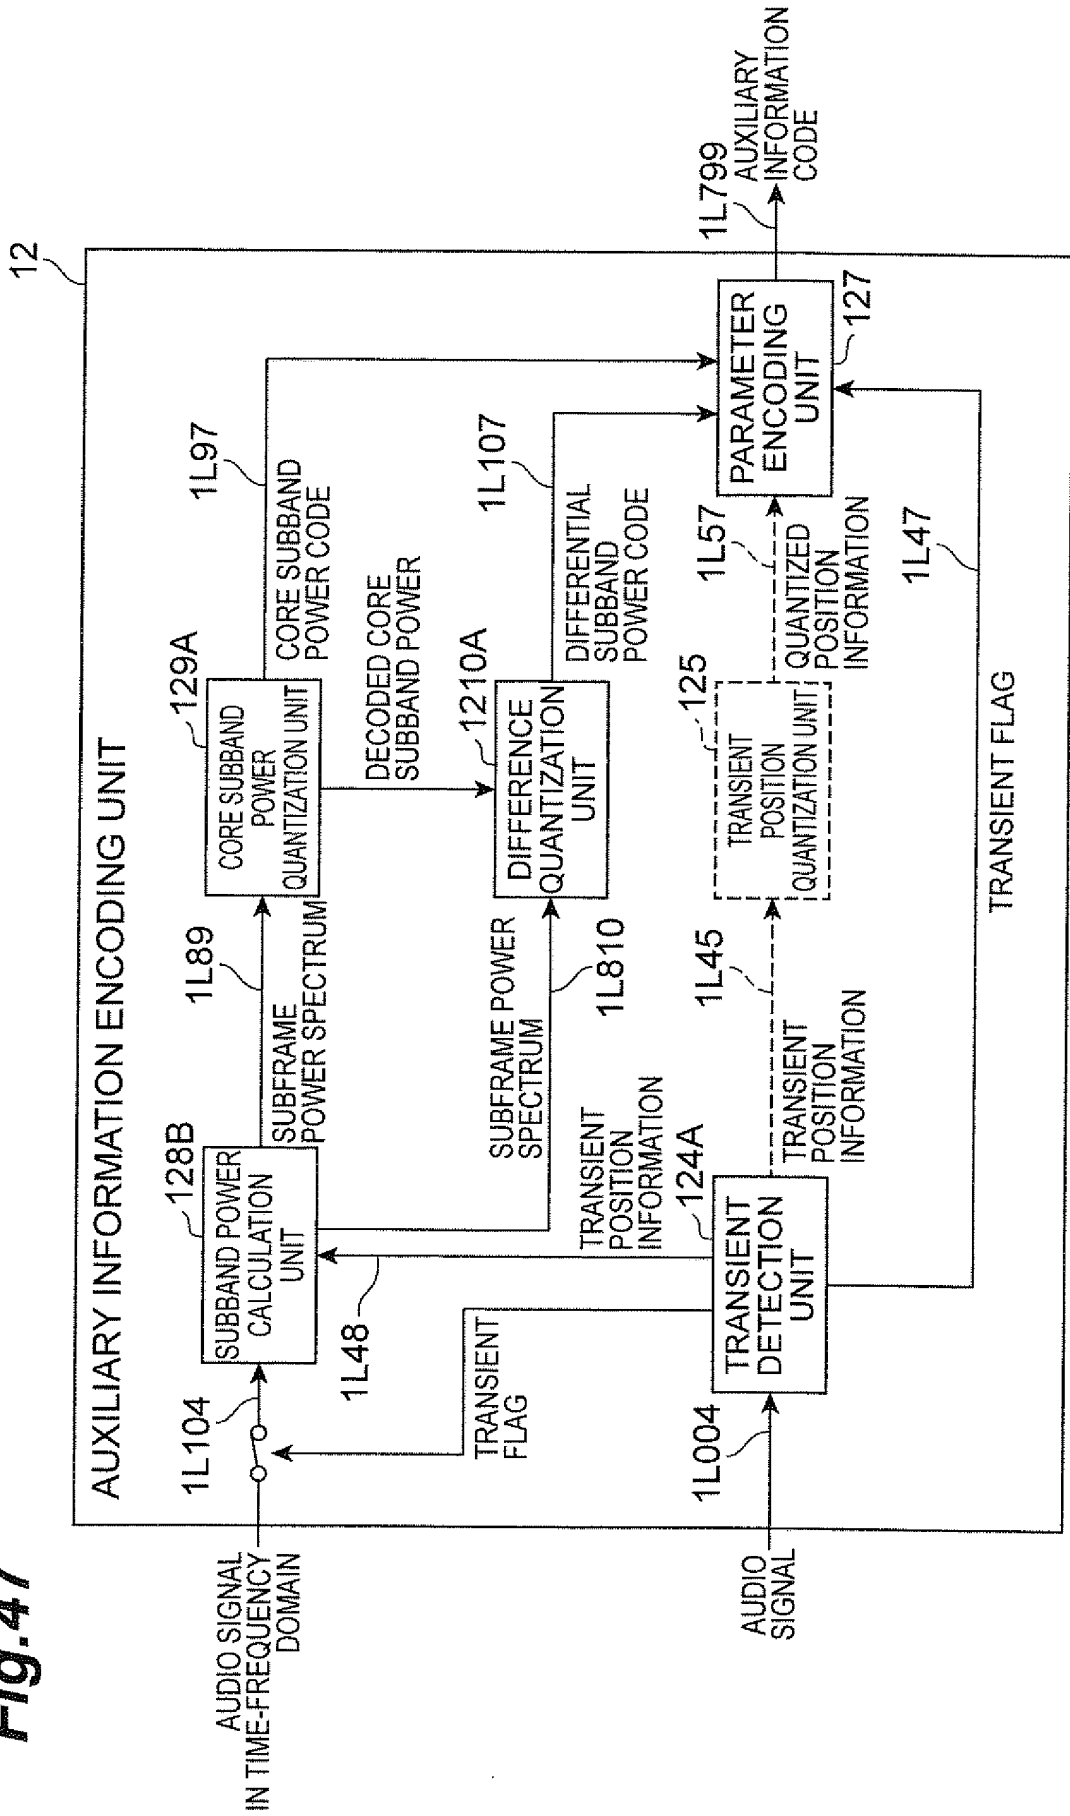 Fig.47
12
AUXILIARY INFORMATION ENCODING UNIT
AUDIO SIGNAL
IN TIME-FREQUENCY
DOMAIN
1L104
128B
SUBBAND POWER
CALCULATION
UNIT
1L89
SUBFRAME
POWER SPECTRUM
129A
CORE SUBBAND
POWER
QUANTIZATION UNIT
1L97
CORE SUBBAND
POWER CODE
DECODED CORE
SUBBAND POWER
1L48
TRANSIENT
FLAG
SUBFRAME POWER
SPECTRUM
1L810
1210A
DIFFERENCE
QUANTIZATION
UNIT
1L107
DIFFERENTIAL
SUBBAND
POWER CODE
TRANSIENT
POSITION
INFORMATION
AUDIO
SIGNAL
1L004
124A
TRANSIENT
DETECTION
UNIT
1L45
TRANSIENT
POSITION
INFORMATION
125
TRANSIENT
POSITION
QUANTIZATION UNIT
1L57
QUANTIZED
POSITION
INFORMATION
PARAMETER
ENCODING
UNIT
127
1L799
AUXILIARY
INFORMATION
CODE
TRANSIENT FLAG
1L47